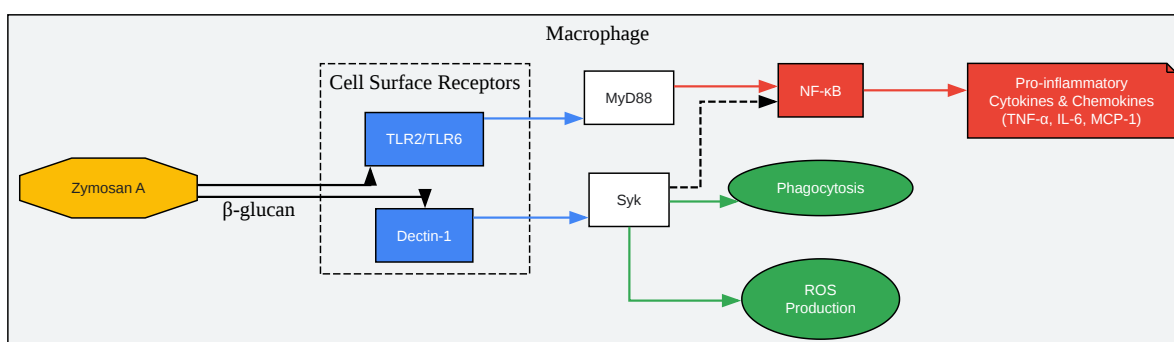 Macrophage
Cell Surface Receptors
MyD88
NF-κB
Pro-inflammatory
Cytokines & Chemokines
(TNF-α, IL-6, MCP-1)
TLR2/TLR6
Zymosan A
β-glucan
Dectin-1
Syk
Phagocytosis
ROS
Production